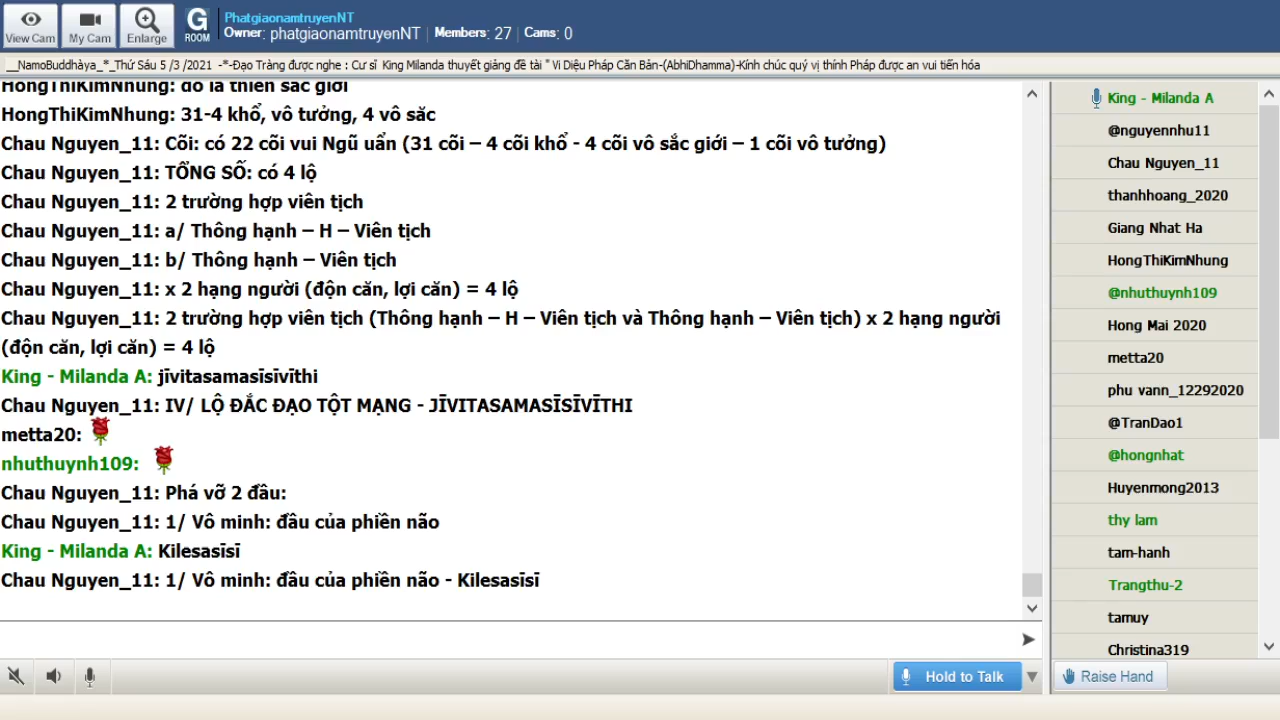 View Cam
My Cam
Enlarge
G
ROOM
PhatgiaonamtruyenNT
Owner: phatgiaonamtruyenNT | Members: 27 | Cams: 0
__NamoBuddhàya_*_Thứ Sáu 5 /3 /2021 -*-Đạo Tràng được nghe : Cư sĩ King Milanda thuyết giảng đề tài " Vi Diệu Pháp Căn Bản-(AbhiDhamma)-Kính chúc quý vị thính Pháp được an vui tiến hóa
HongThiKimNhung: đó là thiền sắc giới
HongThiKimNhung: 31-4 khổ, vô tưởng, 4 vô săc
Chau Nguyen_11: Cõi: có 22 cõi vui Ngũ uẩn (31 cõi – 4 cõi khổ - 4 cõi vô sắc giới – 1 cõi vô tưởng)
Chau Nguyen_11: TỔNG SỐ: có 4 lộ
Chau Nguyen_11: 2 trường hợp viên tịch
Chau Nguyen_11: a/ Thông hạnh – H – Viên tịch
Chau Nguyen_11: b/ Thông hạnh – Viên tịch
Chau Nguyen_11: x 2 hạng người (độn căn, lợi căn) = 4 lộ
Chau Nguyen_11: 2 trường hợp viên tịch (Thông hạnh – H – Viên tịch và Thông hạnh – Viên tịch) x 2 hạng người
(độn căn, lợi căn) = 4 lộ
King - Milanda A: jīvitasamasīsīvīthi
Chau Nguyen_11: IV/ LỘ ĐẮC ĐẠO TỘT MẠNG - JĪVITASAMASĪSĪVĪTHI
metta20:
nhuthuynh109:
Chau Nguyen_11: Phá vỡ 2 đầu:
Chau Nguyen_11: 1/ Vô minh: đầu của phiền não
King - Milanda A: Kilesasīsī
Chau Nguyen_11: 1/ Vô minh: đầu của phiền não - Kilesasīsī
Hold to Talk
King - Milanda A
@nguyennhu11
Chau Nguyen_11
thanhhoang_2020
Giang Nhat Ha
HongThiKimNhung
@nhuthuynh109
Hong Mai 2020
metta20
phu vann_12292020
@TranDao1
@hongnhat
Huyenmong2013
thy lam
tam-hanh
Trangthu-2
tamuy
Christina319
Raise Hand